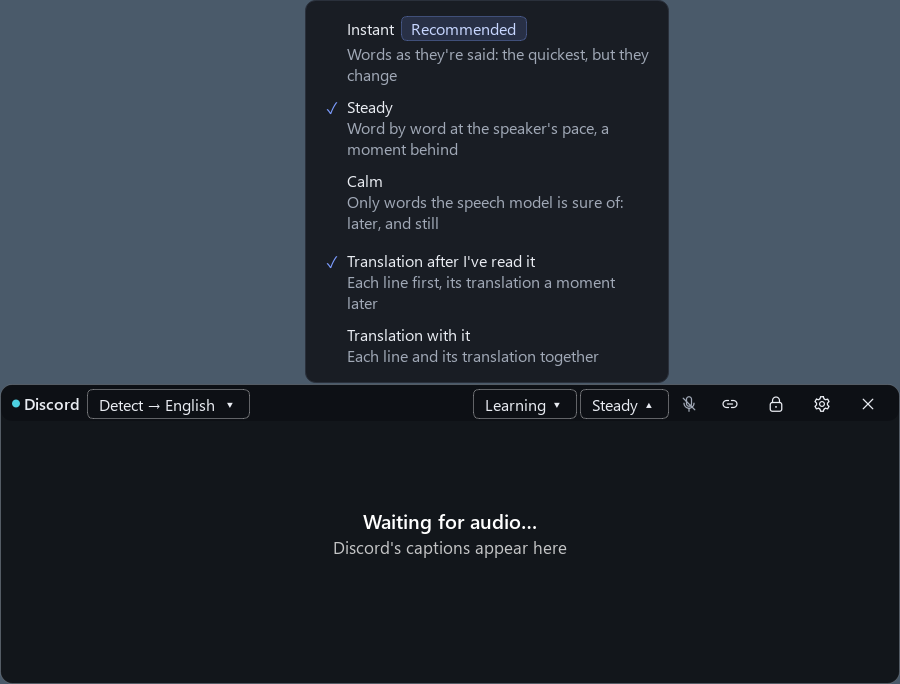 Instant Recommended
Words as they're said: the quickest, but they
change
✓ Steady
Word by word at the speaker's pace, a
moment behind
Calm
Only words the speech model is sure of:
later, and still
✓ Translation after I've read it
Each line first, its translation a moment
later
Translation with it
Each line and its translation together
Discord Detect → English ▼ Learning ▼ Steady ▲
Waiting for audio...
Discord's captions appear here